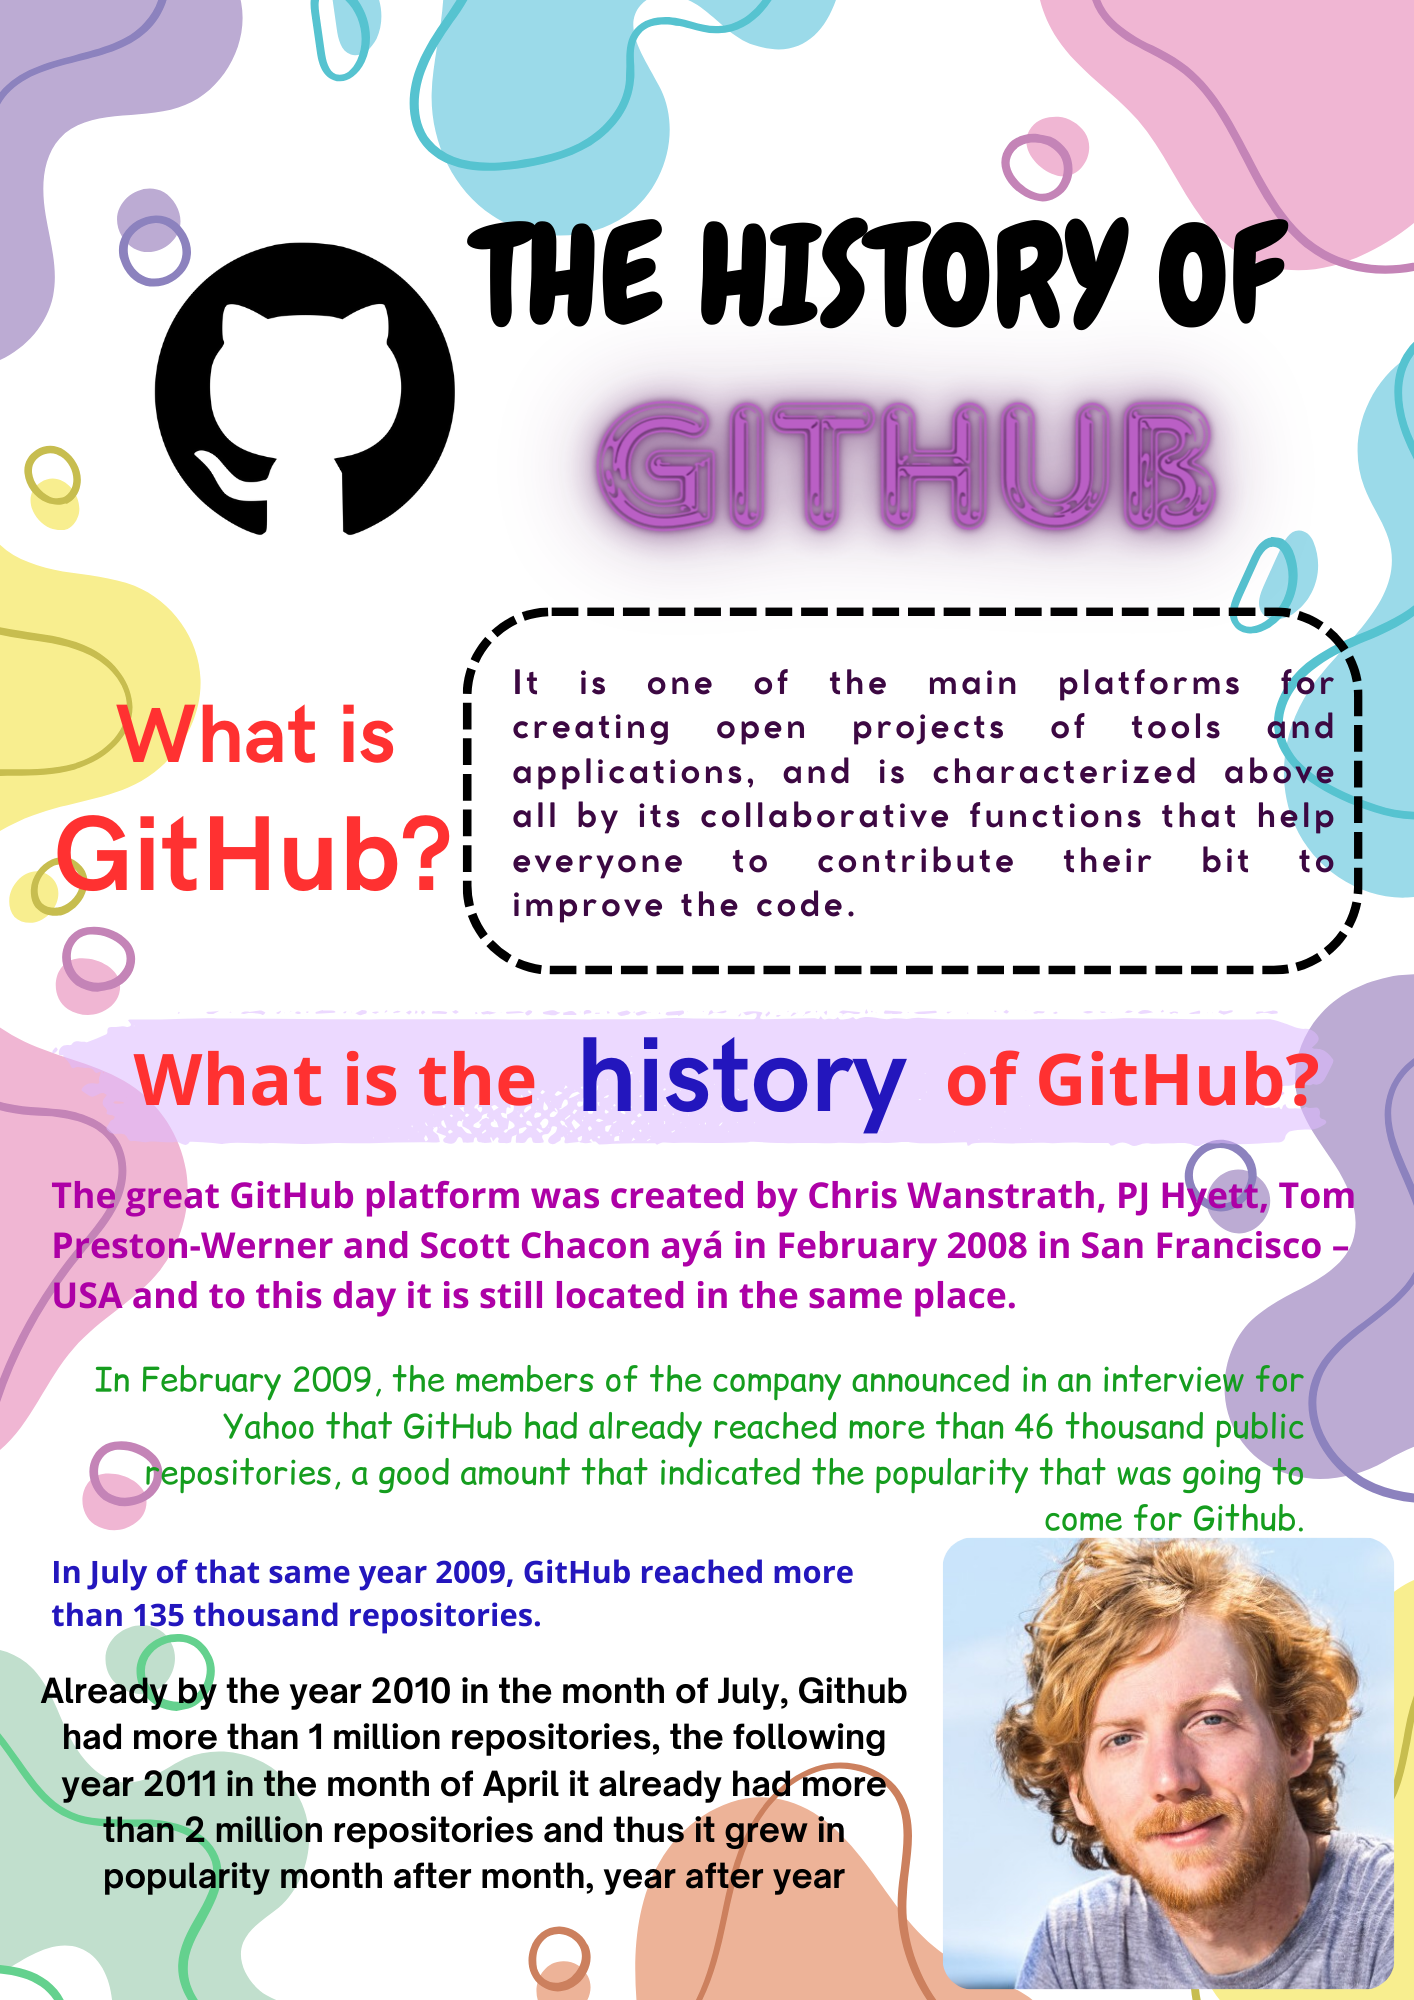 THE HISTORY OF
GITHUB
What is
GitHub?
It is one of the main platforms for
creating open projects of tools and
applications, and is characterized above
all by its collaborative functions that help
everyone to contribute their bit to
improve the code.
What is the history of GitHub?
The great GitHub platform was created by Chris Wanstrath, PJ Hyett, Tom
Preston-Werner and Scott Chacon ayá in February 2008 in San Francisco –
USA and to this day it is still located in the same place.
In February 2009, the members of the company announced in an interview for
Yahoo that GitHub had already reached more than 46 thousand public
repositories, a good amount that indicated the popularity that was going to
come for Github.
In July of that same year 2009, GitHub reached more
than 135 thousand repositories.
Already by the year 2010 in the month of July, Github
had more than 1 million repositories, the following
year 2011 in the month of April it already had more
than 2 million repositories and thus it grew in
popularity month after month, year after year